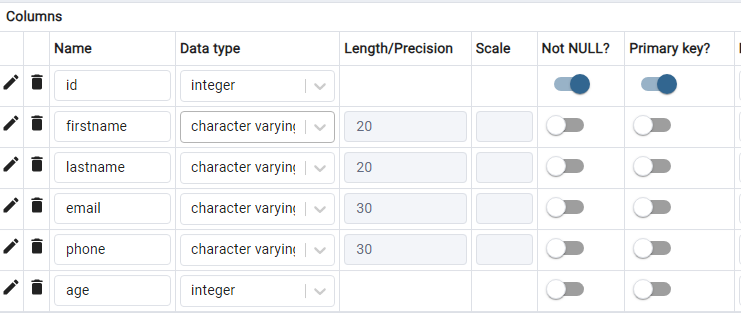 Columns
Name Data type Length/Precision Scale Not NULL? Primary key?
id integer
firstname character varying 20
lastname character varying 20
email character varying 30
phone character varying 30
age integer